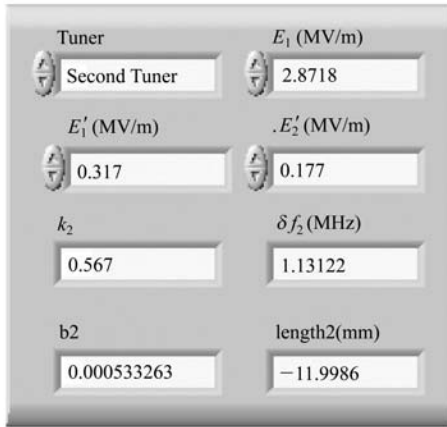 Tuner
E₁ (MV/m)
Second Tuner
2.8718
E₁′ (MV/m)
.E₂′ (MV/m)
0.317
0.177
k₂
δf₂ (MHz)
0.567
1.13122
b2
length2(mm)
0.000533263
−11.9986